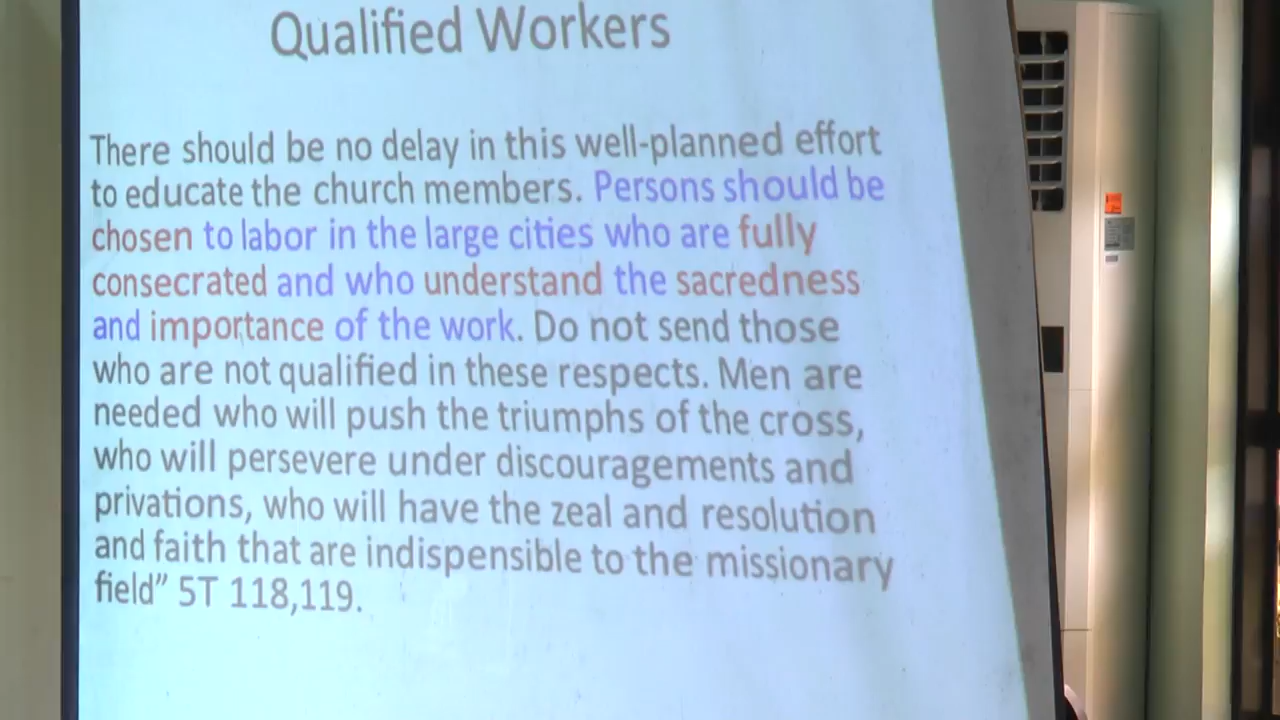 Qualified Workers
There should be no delay in this well-planned effort
to educate the church members. Persons should be
chosen to labor in the large cities who are fully
consecrated and who understand the sacredness
and importance of the work. Do not send those
who are not qualified in these respects. Men are
needed who will push the triumphs of the cross,
who will persevere under discouragements and
privations, who will have the zeal and resolution
and faith that are indispensible to the missionary
field” 5T 118,119.